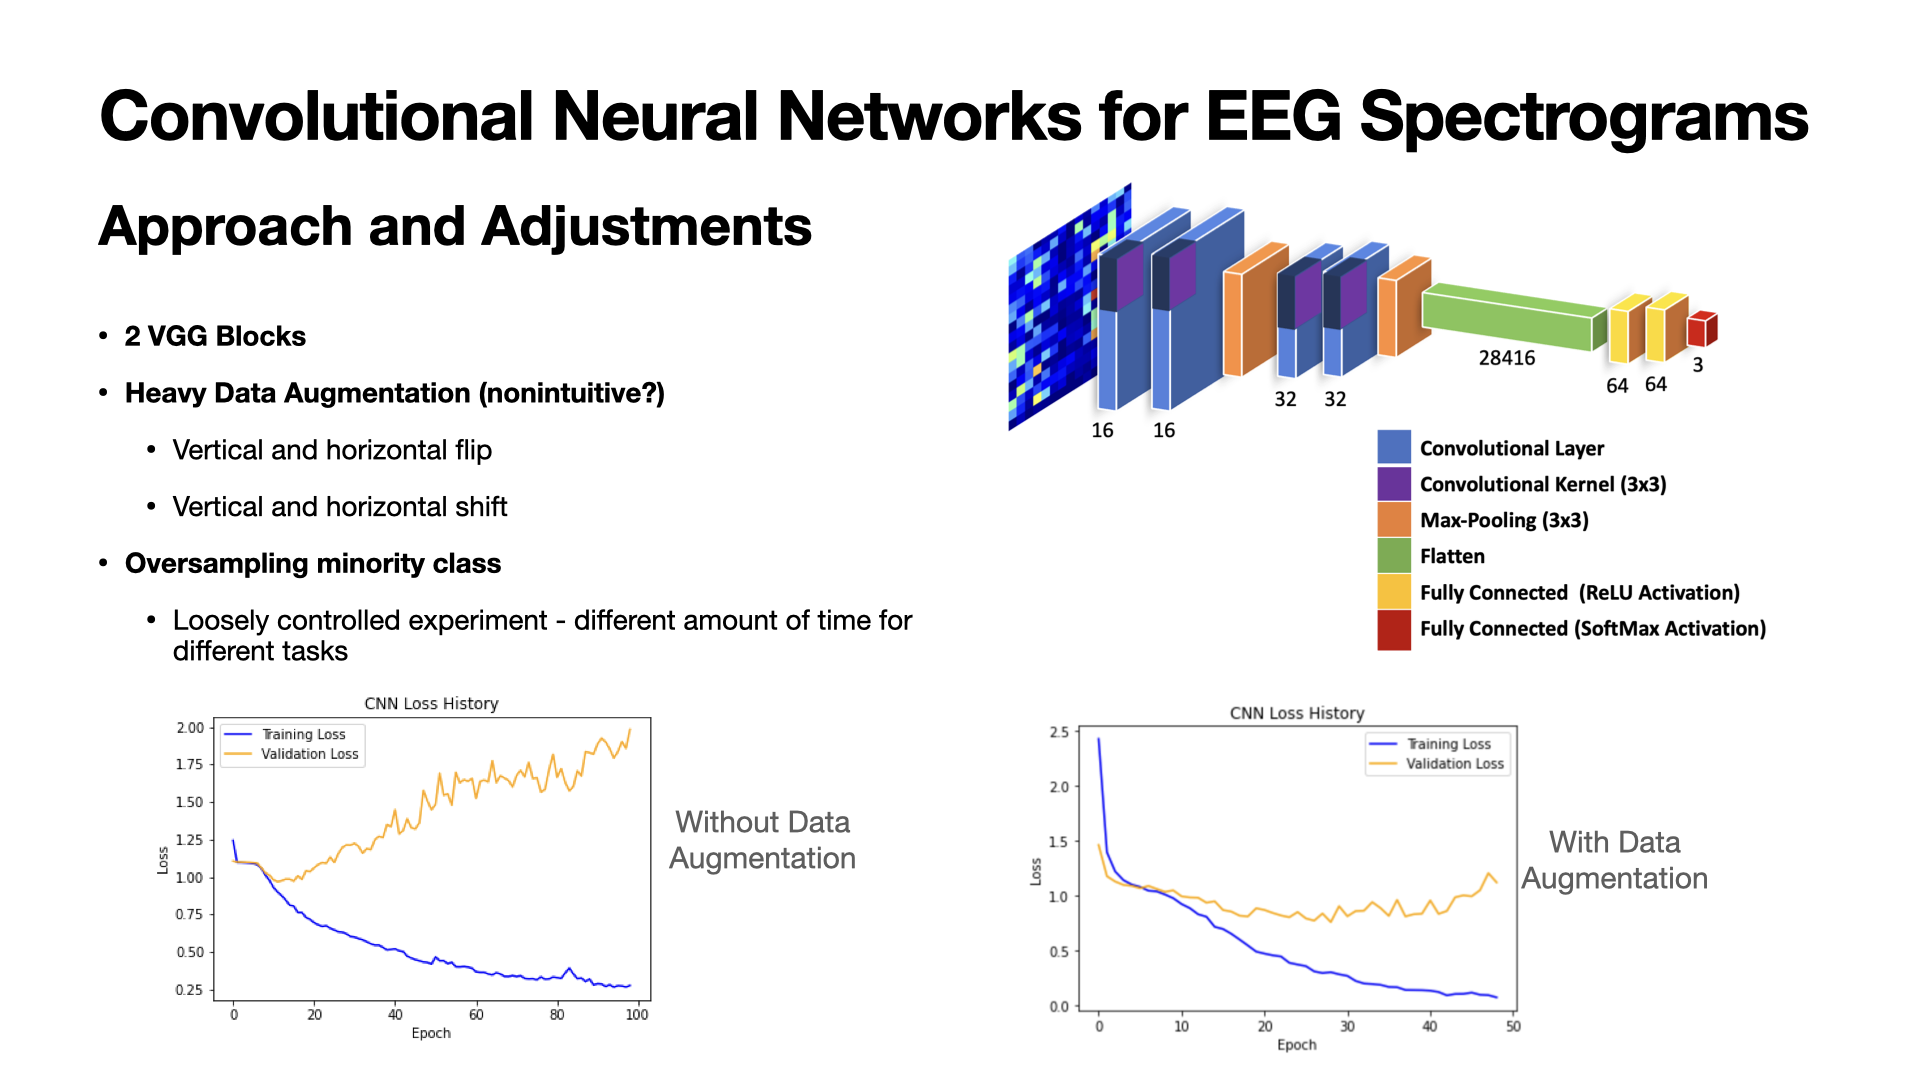 Convolutional Neural Networks for EEG Spectrograms
Approach and Adjustments
• 2 VGG Blocks
• Heavy Data Augmentation (nonintuitive?)
• Vertical and horizontal flip
• Vertical and horizontal shift
• Oversampling minority class
• Loosely controlled experiment - different amount of time for
different tasks
16
16
32
32
28416
64
64
3
Convolutional Layer
Convolutional Kernel (3x3)
Max-Pooling (3x3)
Flatten
Fully Connected (ReLU Activation)
Fully Connected (SoftMax Activation)
CNN Loss History
Training Loss
Validation Loss
2.00
1.75
1.50
1.25
1.00
0.75
0.50
0.25
Loss
0 20 40 60 80 100
Epoch
Without Data
Augmentation
CNN Loss History
Training Loss
Validation Loss
2.5
2.0
1.5
1.0
0.5
0.0
Loss
0 10 20 30 40 50
Epoch
With Data
Augmentation